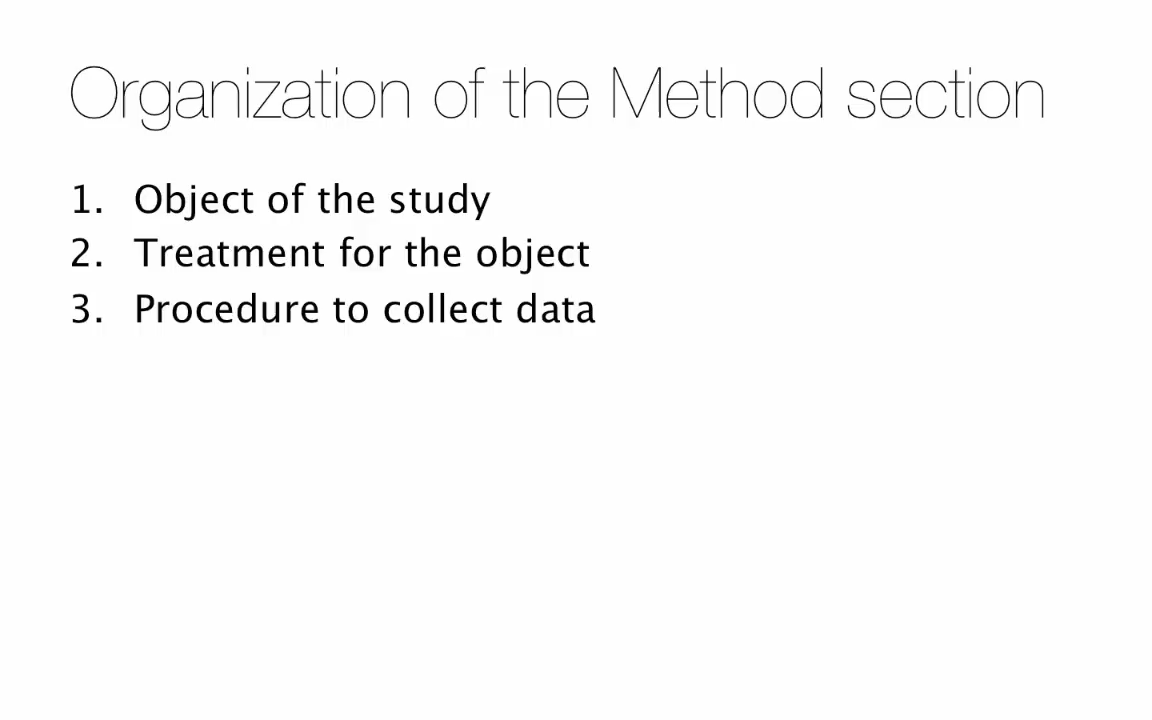 Organization of the Method section
1. Object of the study
2. Treatment for the object
3. Procedure to collect data